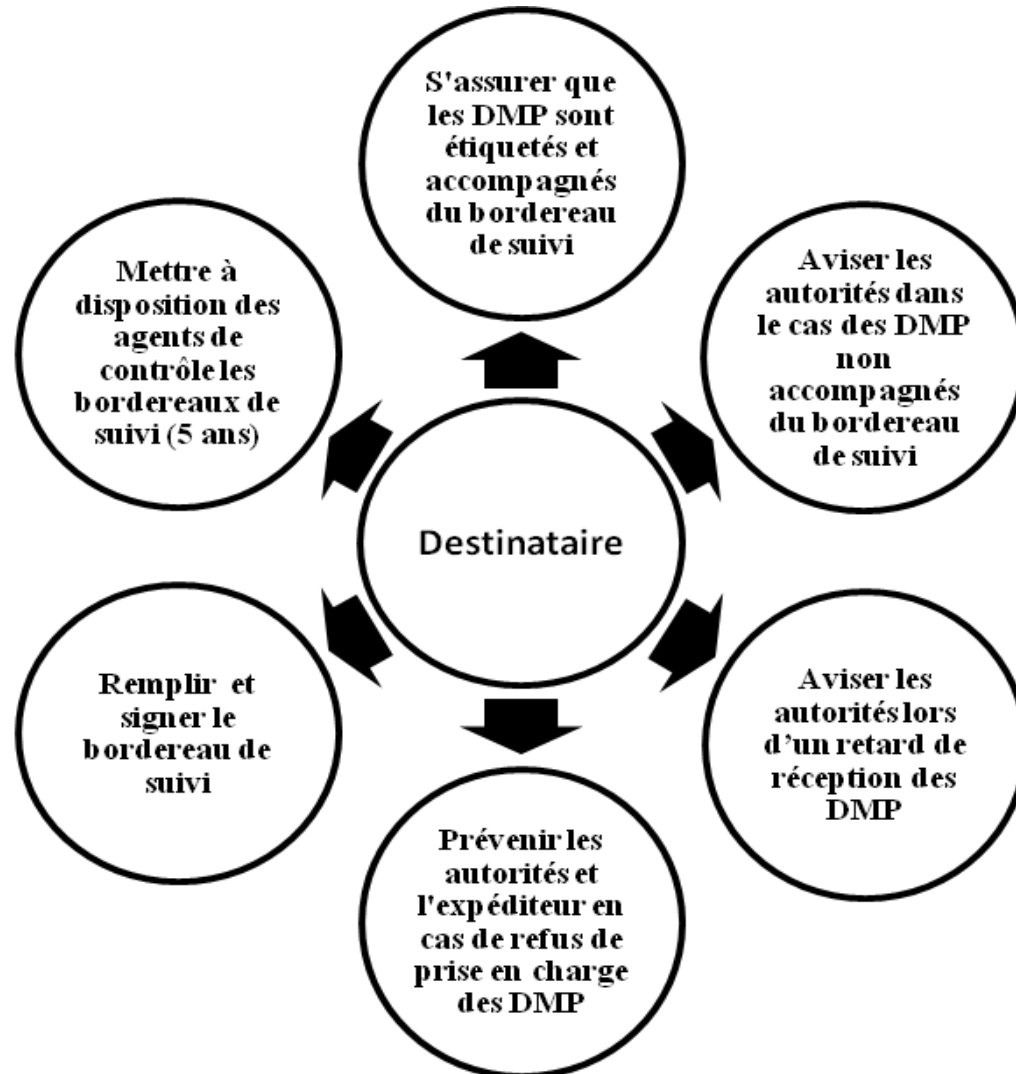 S'assurer que
les DMP sont
étiquetés et
accompagnés
du bordereau
de suivi
Mettre à
disposition des
agents de
contrôle les
bordereaux de
suivi (5 ans)
Aviser les
autorités dans
le cas des DMP
non
accompagnés
du bordereau
de suivi
Destinataire
Remplir et
signer le
bordereau de
suivi
Aviser les
autorités lors
d’un retard de
réception des
DMP
Prévenir les
autorités et
l'expéditeur en
cas de refus de
prise en charge
des DMP